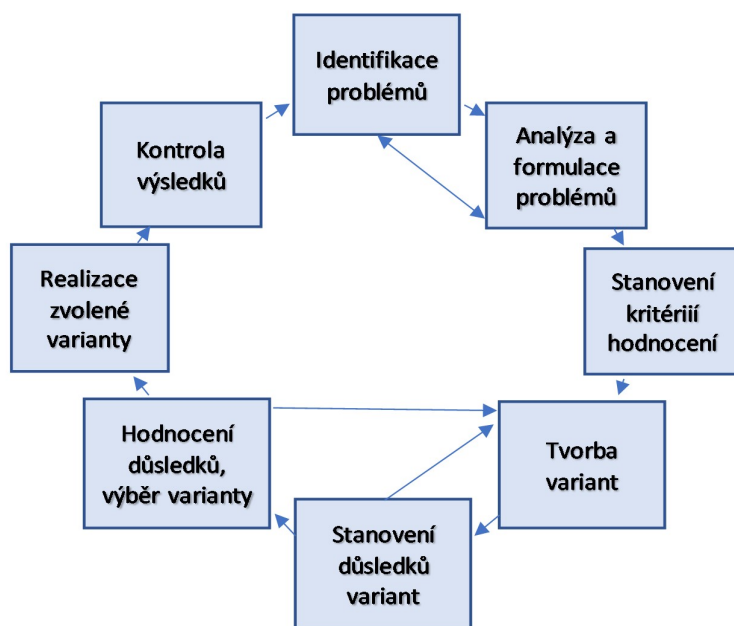 Identifikace
problémů
Analýza a
formulace
problémů
Stanovení
kritériií
hodnocení
Tvorba
variant
Stanovení
důsledků
variant
Hodnocení
důsledků,
výběr varianty
Realizace
zvolené
varianty
Kontrola
výsledků